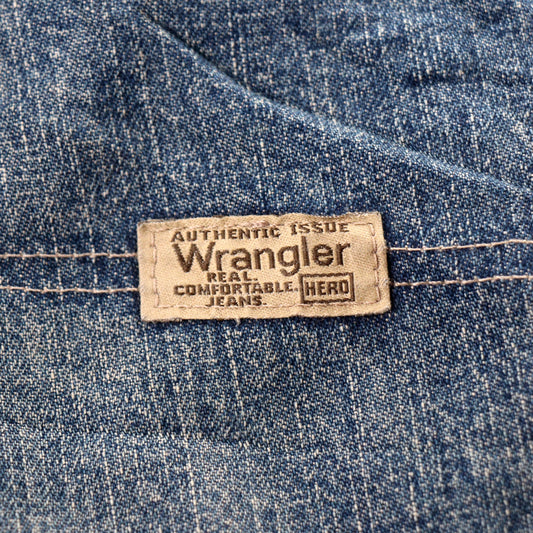 AUTHENTIC ISSUE
Wrangler
REAL.
COMFORTABLE.
JEANS.
HERO